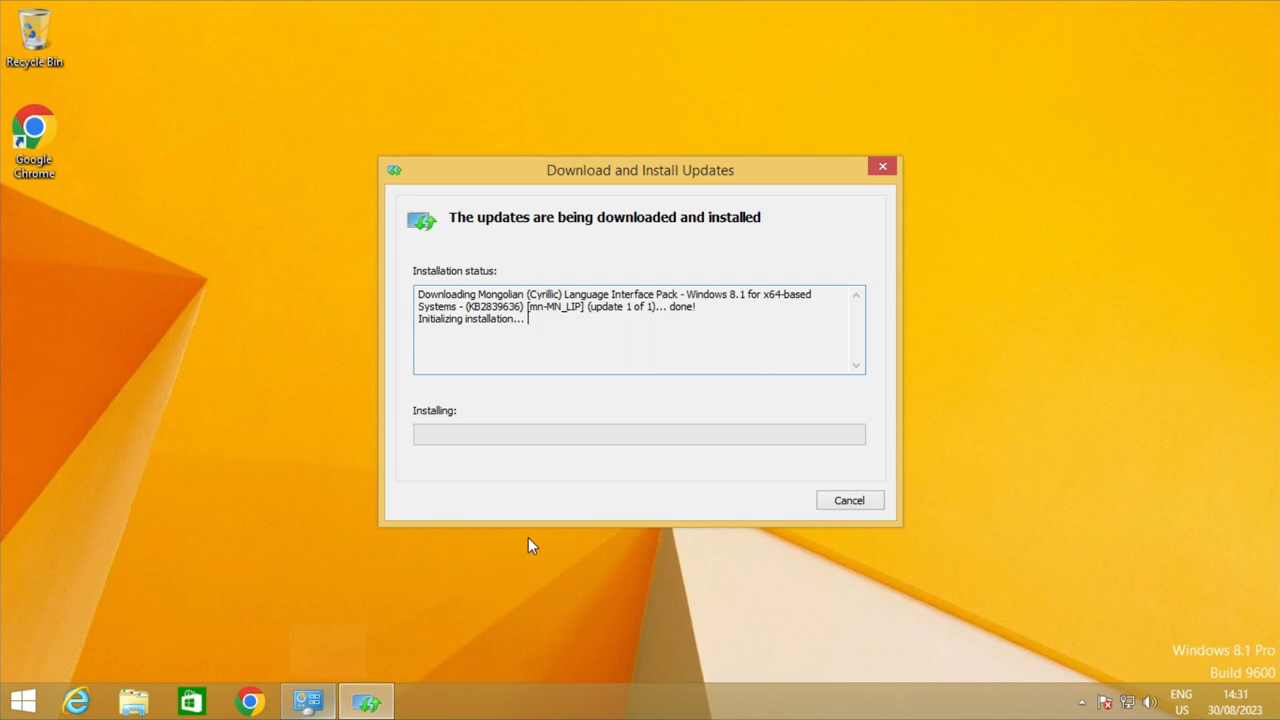 Recycle Bin
Google
Chrome
Download and Install Updates
The updates are being downloaded and installed
Installation status:
Downloading Mongolian (Cyrillic) Language Interface Pack - Windows 8.1 for x64-based
Systems - (KB2839636) [mn-MN_LIP] (update 1 of 1)... done!
Initializing installation...
Installing:
Cancel
Windows 8.1 Pro
Build 9600
ENG
US
14:31
30/08/2023